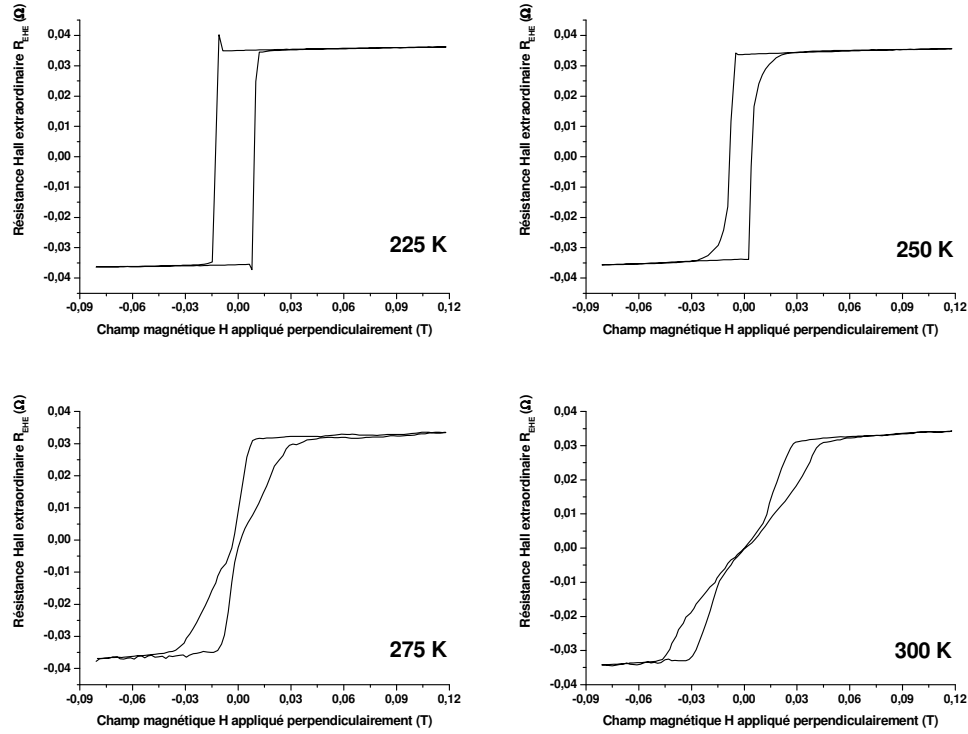 Résistance Hall extraordinaire R_EHE (Ω)
0,04
0,03
0,02
0,01
0,00
-0,01
-0,02
-0,03
-0,04
225 K
-0,09 -0,06 -0,03 0,00 0,03 0,06 0,09 0,12
Champ magnétique H appliqué perpendiculairement (T)
Résistance Hall extraordinaire R_EHE (Ω)
0,04
0,03
0,02
0,01
0,00
-0,01
-0,02
-0,03
-0,04
250 K
-0,09 -0,06 -0,03 0,00 0,03 0,06 0,09 0,12
Champ magnétique H appliqué perpendiculairement (T)
Résistance Hall extraordinaire R_EHE (Ω)
0,04
0,03
0,02
0,01
0,00
-0,01
-0,02
-0,03
-0,04
275 K
-0,09 -0,06 -0,03 0,00 0,03 0,06 0,09 0,12
Champ magnétique H appliqué perpendiculairement (T)
Résistance Hall extraordinaire R_EHE (Ω)
0,04
0,03
0,02
0,01
0,00
-0,01
-0,02
-0,03
-0,04
300 K
-0,09 -0,06 -0,03 0,00 0,03 0,06 0,09 0,12
Champ magnétique H appliqué perpendiculairement (T)